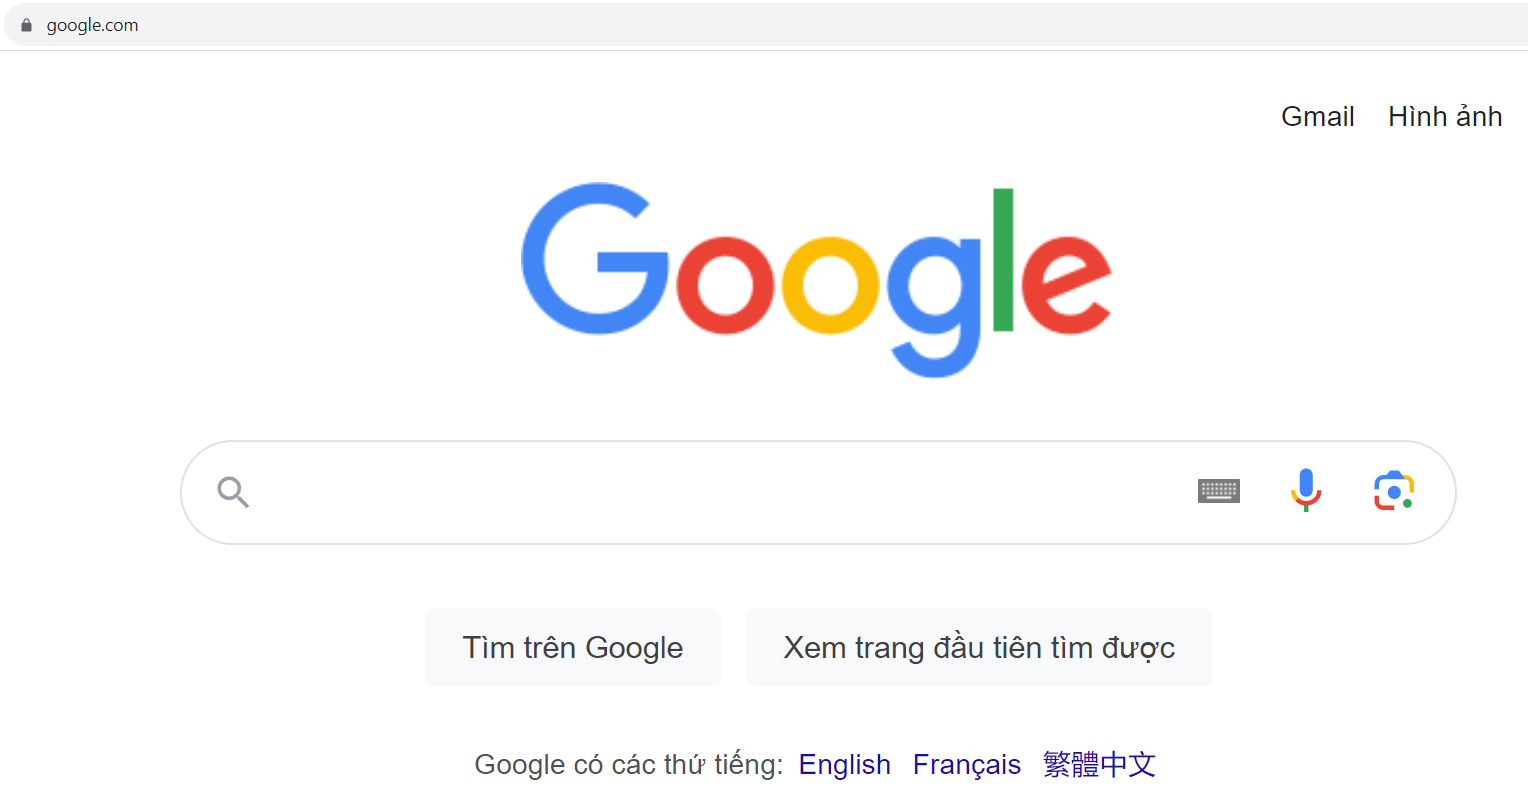 google.com
Gmail Hình ảnh
Google
Tìm trên Google Xem trang đầu tiên tìm được
Google có các thứ tiếng: English Français 繁體中文